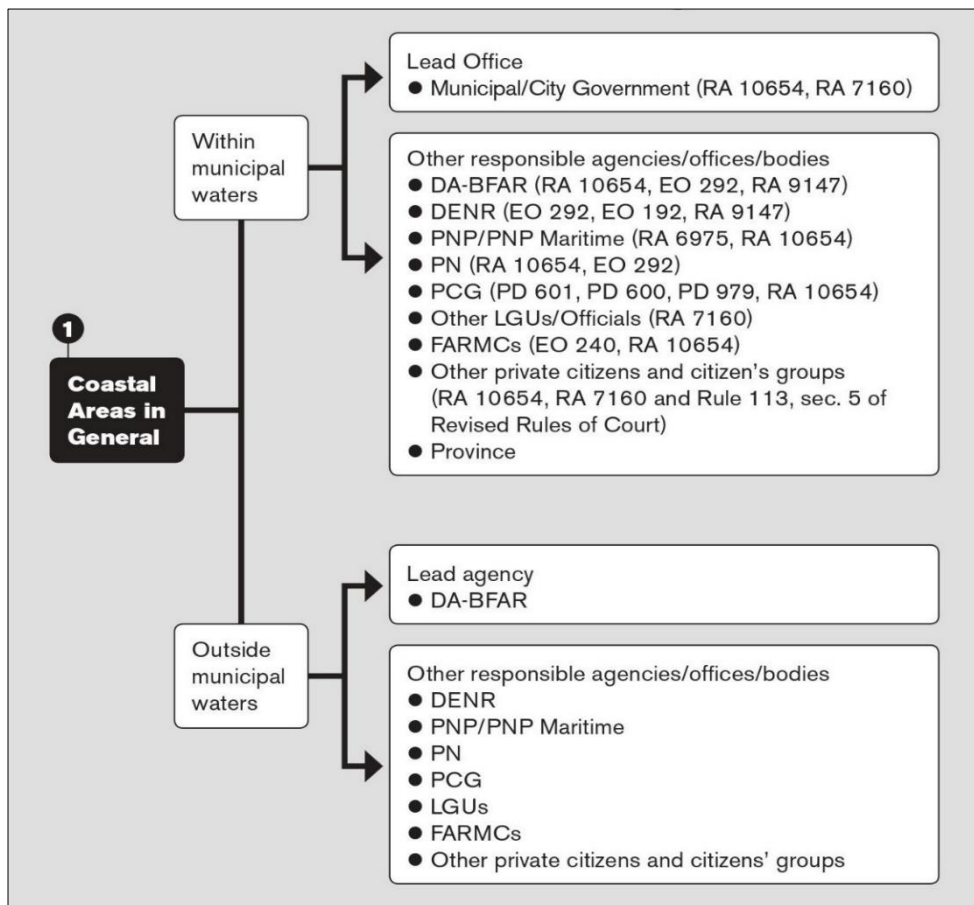 1
Coastal
Areas in
General
Within
municipal
waters
Lead Office
● Municipal/City Government (RA 10654, RA 7160)
Other responsible agencies/offices/bodies
● DA-BFAR (RA 10654, EO 292, RA 9147)
● DENR (EO 292, EO 192, RA 9147)
● PNP/PNP Maritime (RA 6975, RA 10654)
● PN (RA 10654, EO 292)
● PCG (PD 601, PD 600, PD 979, RA 10654)
● Other LGUs/Officials (RA 7160)
● FARMCs (EO 240, RA 10654)
● Other private citizens and citizen’s groups
(RA 10654, RA 7160 and Rule 113, sec. 5 of
Revised Rules of Court)
● Province
Outside
municipal
waters
Lead agency
● DA-BFAR
Other responsible agencies/offices/bodies
● DENR
● PNP/PNP Maritime
● PN
● PCG
● LGUs
● FARMCs
● Other private citizens and citizens’ groups